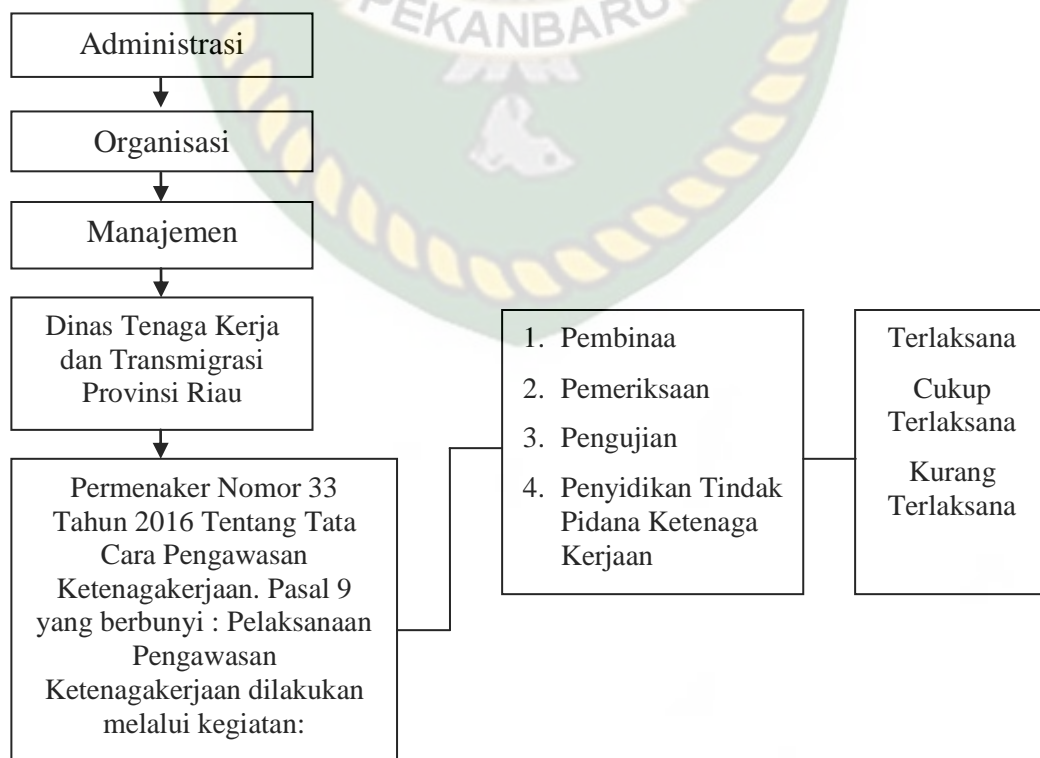 PEKANBARU
Administrasi
Organisasi
Manajemen
Dinas Tenaga Kerja
dan Transmigrasi
Provinsi Riau
Permenaker Nomor 33
Tahun 2016 Tentang Tata
Cara Pengawasan
Ketenagakerjaan. Pasal 9
yang berbunyi : Pelaksanaan
Pengawasan
Ketenagakerjaan dilakukan
melalui kegiatan:
1. Pembinaa
2. Pemeriksaan
3. Pengujian
4. Penyidikan Tindak
Pidana Ketenaga
Kerjaan
Terlaksana
Cukup
Terlaksana
Kurang
Terlaksana